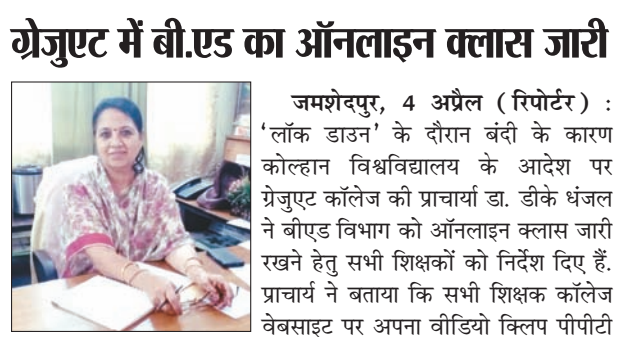 ग्रेजुएट में बी.एड का ऑनलाइन क्लास जारी
जमशेदपुर, 4 अप्रैल (रिपोर्टर) :
'लॉक डाउन' के दौरान बंदी के कारण
कोल्हान विश्वविद्यालय के आदेश पर
ग्रेजुएट कॉलेज की प्राचार्या डा. डीके धंजल
ने बीएड विभाग को ऑनलाइन क्लास जारी
रखने हेतु सभी शिक्षकों को निर्देश दिए हैं.
प्राचार्य ने बताया कि सभी शिक्षक कॉलेज
वेबसाइट पर अपना वीडियो क्लिप पीपीटी